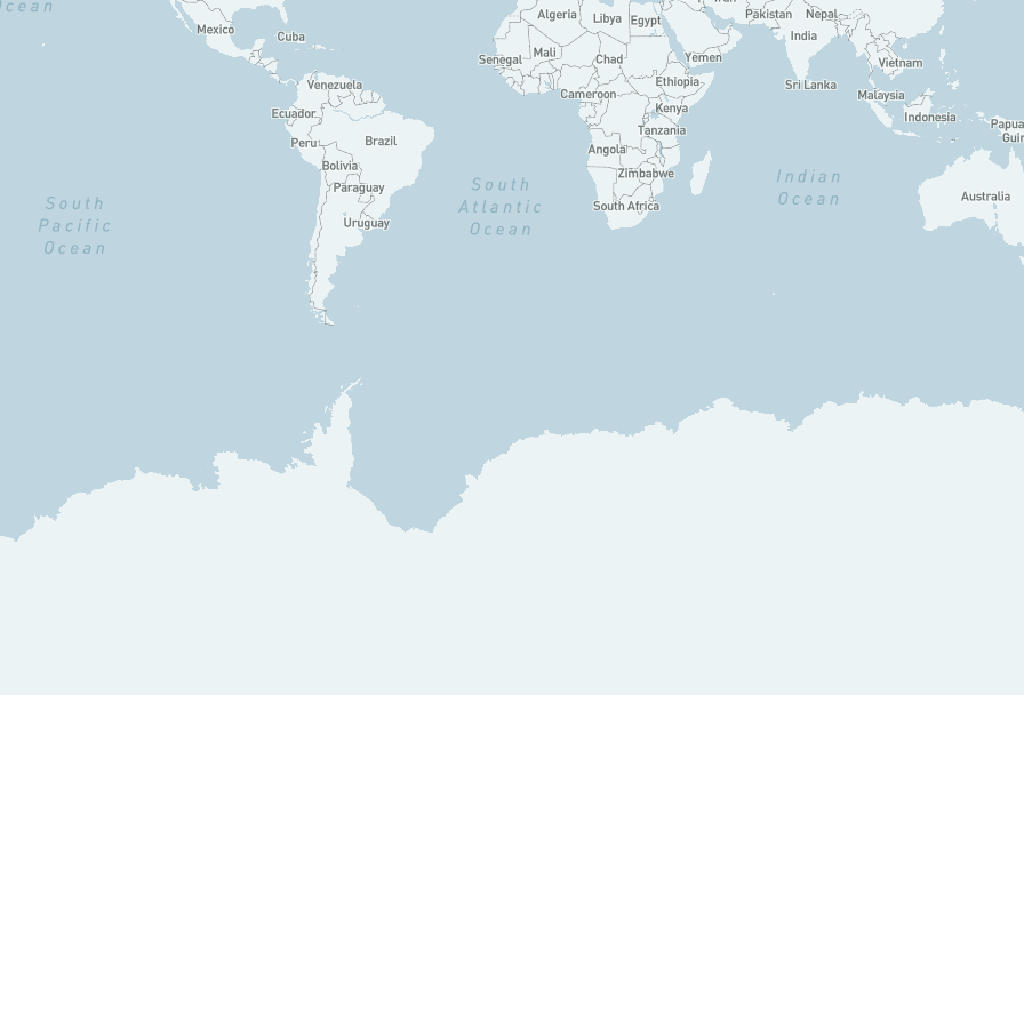 Mexico
Cuba
Venezuela
Ecuador
Peru
Brazil
Bolivia
Paraguay
Uruguay
South
Pacific
Ocean
South
Atlantic
Ocean
Algeria
Libya
Egypt
Mali
Senegal
Chad
Yemen
Cameroon
Ethiopia
Kenya
Tanzania
Angola
Zimbabwe
South Africa
Indian
Ocean
Pakistan
Nepal
India
Sri Lanka
Vietnam
Malaysia
Indonesia
Papua
Australia